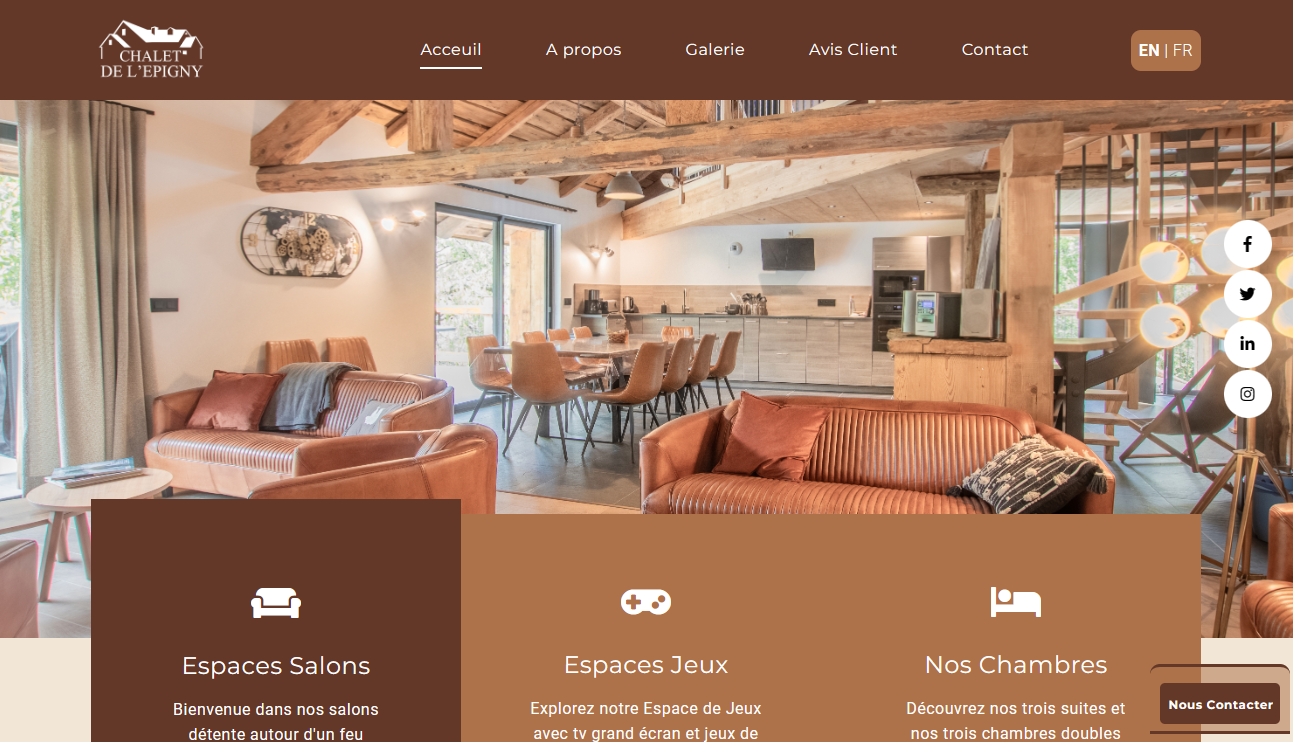 CHALET
DE L'EPIGNY
Acceuil
A propos
Galerie
Avis Client
Contact
EN | FR
12
Espaces Salons
Bienvenue dans nos salons
détente autour d'un feu
Espaces Jeux
Explorez notre Espace de Jeux
avec tv grand écran et jeux de
Nos Chambres
Découvrez nos trois suites et
nos trois chambres doubles
Nous Contacter